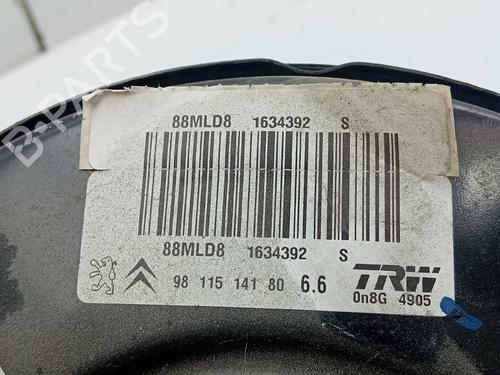 B-PARTS
88MLD8 1634392 S
88MLD8 1634392 S
98 115 141 80 6.6
TRW
0n8G 4905